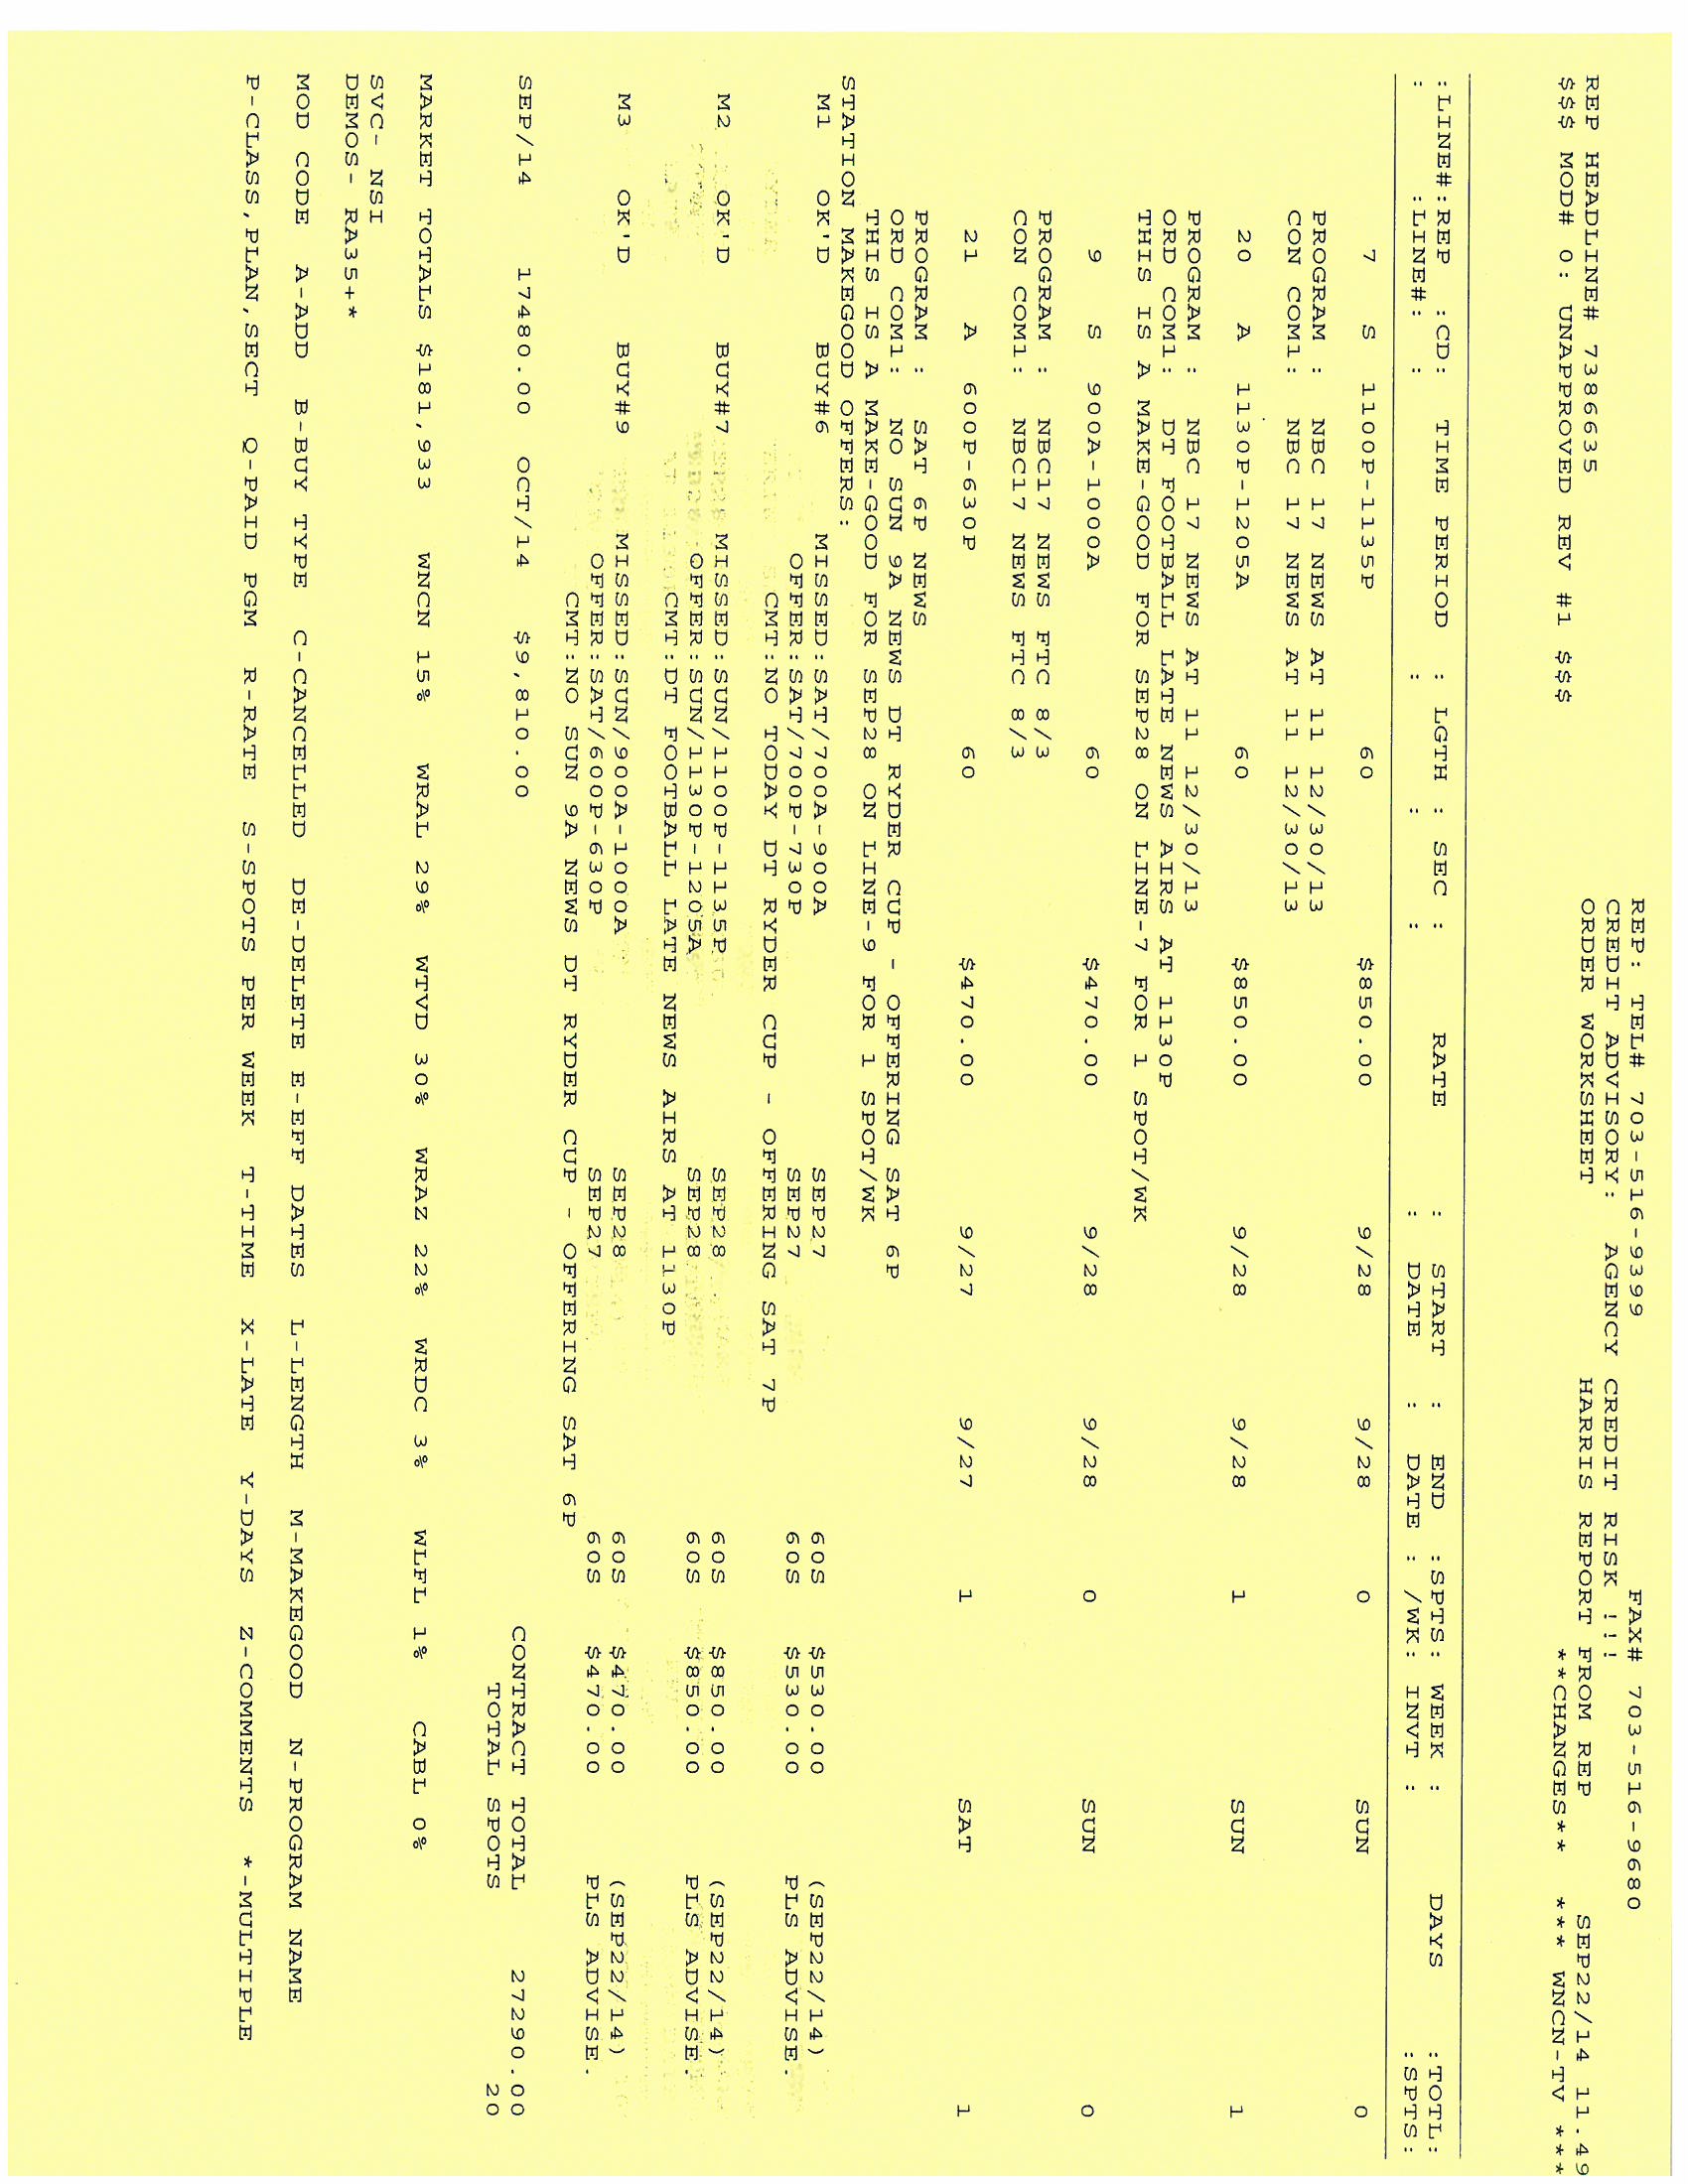 REP: TEL# 703-516-9399 FAX# 703-516-9680
CREDIT ADVISORY: AGENCY CREDIT RISK !!!
REP HEADLINE# 7386635 ORDER WORKSHEET HARRIS REPORT FROM REP SEP22/14 11.49
$$$ MOD# 0: UNAPPROVED REV #1 $$$ **CHANGES** *** WNCN-TV ***
:LINE#:REP :CD: TIME PERIOD : LGTH : SEC : RATE : START : END :SPTS: WEEK : DAYS :TOTL:
: :LINE#: : : : : : DATE : DATE : /WK: INVT : :SPTS:
7 S 1100P-1135P 60 $850.00 9/28 9/28 0 SUN 0
PROGRAM : NBC 17 NEWS AT 11 12/30/13
CON COM1: NBC 17 NEWS AT 11 12/30/13
20 A 1130P-1205A 60 $850.00 9/28 9/28 1 SUN 1
PROGRAM : NBC 17 NEWS AT 11 12/30/13
ORD COM1: DT FOOTBALL LATE NEWS AIRS AT 1130P
THIS IS A MAKE-GOOD FOR SEP28 ON LINE-7 FOR 1 SPOT/WK
9 S 900A-1000A 60 $470.00 9/28 9/28 0 SUN 0
PROGRAM : NBC17 NEWS FTC 8/3
CON COM1: NBC17 NEWS FTC 8/3
21 A 600P-630P 60 $470.00 9/27 9/27 1 SAT 1
PROGRAM : SAT 6P NEWS
ORD COM1: NO SUN 9A NEWS DT RYDER CUP - OFFERING SAT 6P
THIS IS A MAKE-GOOD FOR SEP28 ON LINE-9 FOR 1 SPOT/WK
STATION MAKEGOOD OFFERS:
M1 OK'D BUY#6 MISSED:SAT/700A-900A SEP27 60S $530.00 (SEP22/14)
OFFER:SAT/700P-730P SEP27 60S $530.00 PLS ADVISE.
CMT:NO TODAY DT RYDER CUP - OFFERING SAT 7P
M2 OK'D BUY#7 MISSED:SUN/1100P-1135P SEP28 60S $850.00 (SEP22/14)
OFFER:SUN/1130P-1205A SEP28 60S $850.00 PLS ADVISE.
CMT:DT FOOTBALL LATE NEWS AIRS AT 1130P
M3 OK'D BUY#9 MISSED:SUN/900A-1000A SEP28 60S $470.00 (SEP22/14)
OFFER:SAT/600P-630P SEP27 60S $470.00 PLS ADVISE.
CMT:NO SUN 9A NEWS DT RYDER CUP - OFFERING SAT 6P
SEP/14 17480.00 OCT/14 $9,810.00 CONTRACT TOTAL 27290.00
TOTAL SPOTS 20
MARKET TOTALS $181,933 WNCN 15% WRAL 29% WTVD 30% WRAZ 22% WRDC 3% WLFL 1% CABL 0%
SVC- NSI
DEMOS- RA35+*
MOD CODE A-ADD B-BUY TYPE C-CANCELLED DE-DELETE E-EFF DATES L-LENGTH M-MAKEGOOD N-PROGRAM NAME
P-CLASS,PLAN,SECT Q-PAID PGM R-RATE S-SPOTS PER WEEK T-TIME X-LATE Y-DAYS Z-COMMENTS *-MULTIPLE